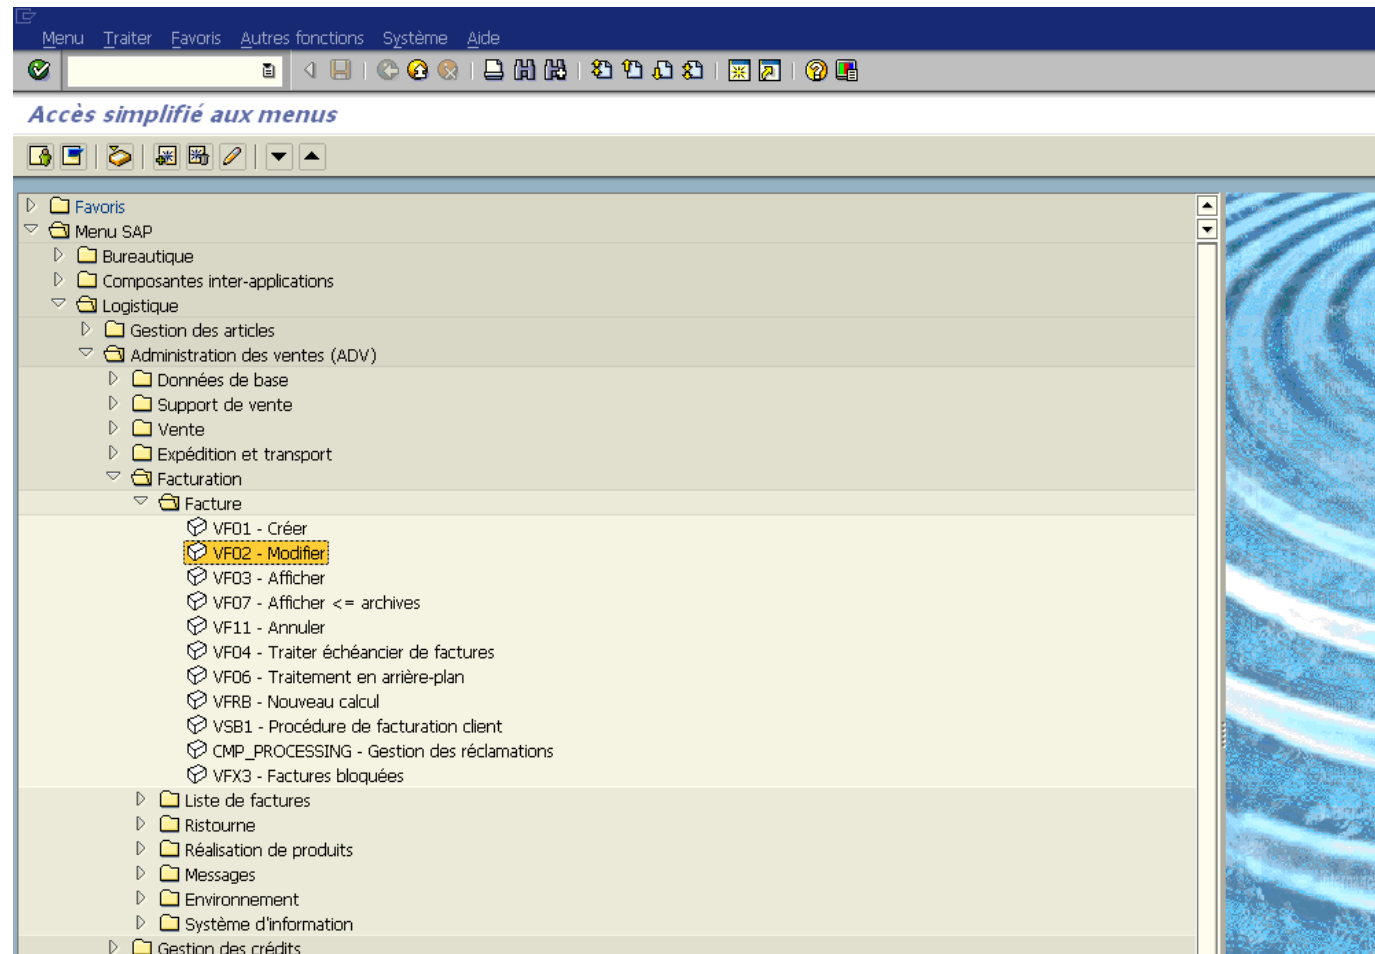 Menu Traiter Favoris Autres fonctions Système Aide
Accès simplifié aux menus
Favoris
Menu SAP
Bureautique
Composantes inter-applications
Logistique
Gestion des articles
Administration des ventes (ADV)
Données de base
Support de vente
Vente
Expédition et transport
Facturation
Facture
VF01 - Créer
VF02 - Modifier
VF03 - Afficher
VF07 - Afficher <= archives
VF11 - Annuler
VF04 - Traiter échéancier de factures
VF06 - Traitement en arrière-plan
VFRB - Nouveau calcul
VSB1 - Procédure de facturation client
CMP_PROCESSING - Gestion des réclamations
VFX3 - Factures bloquées
Liste de factures
Ristourne
Réalisation de produits
Messages
Environnement
Système d'information
Gestion des crédits